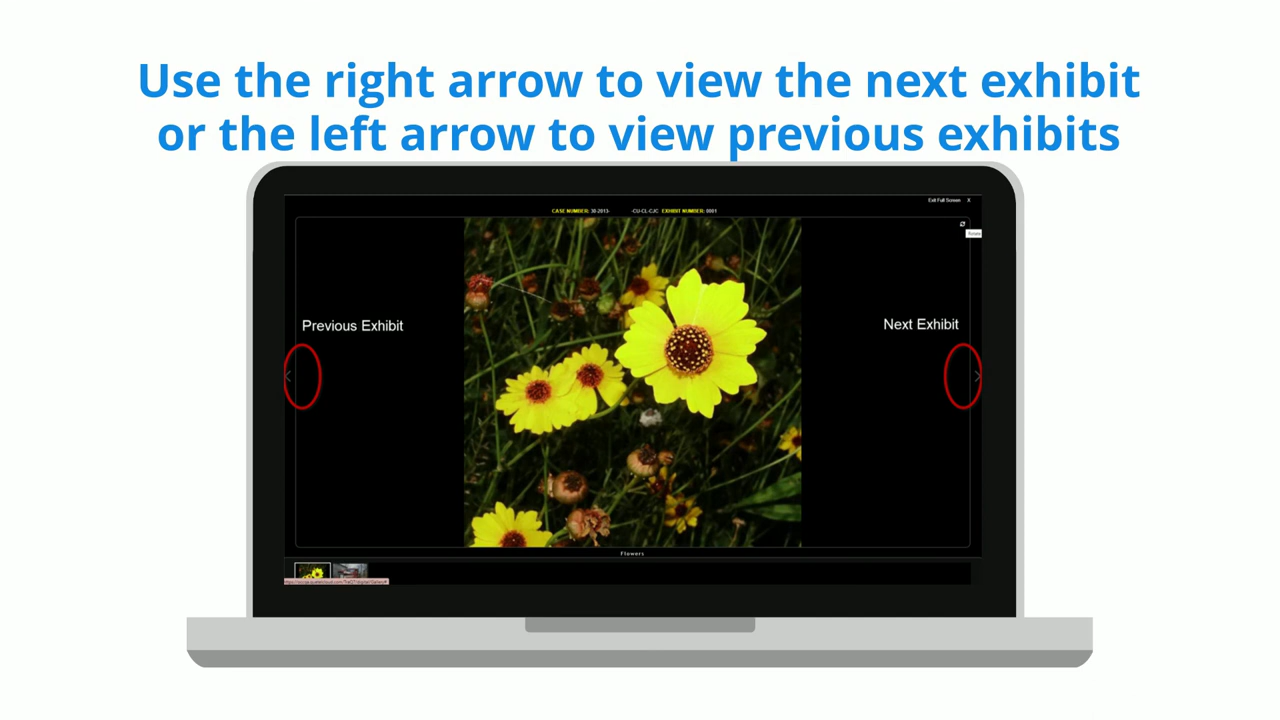 Use the right arrow to view the next exhibit
or the left arrow to view previous exhibits
Exit Full Screen X
CASE NUMBER: 30-2013- -CU-CL-CJC EXHIBIT NUMBER: 0001
Rotate
Previous Exhibit
Next Exhibit
Flowers